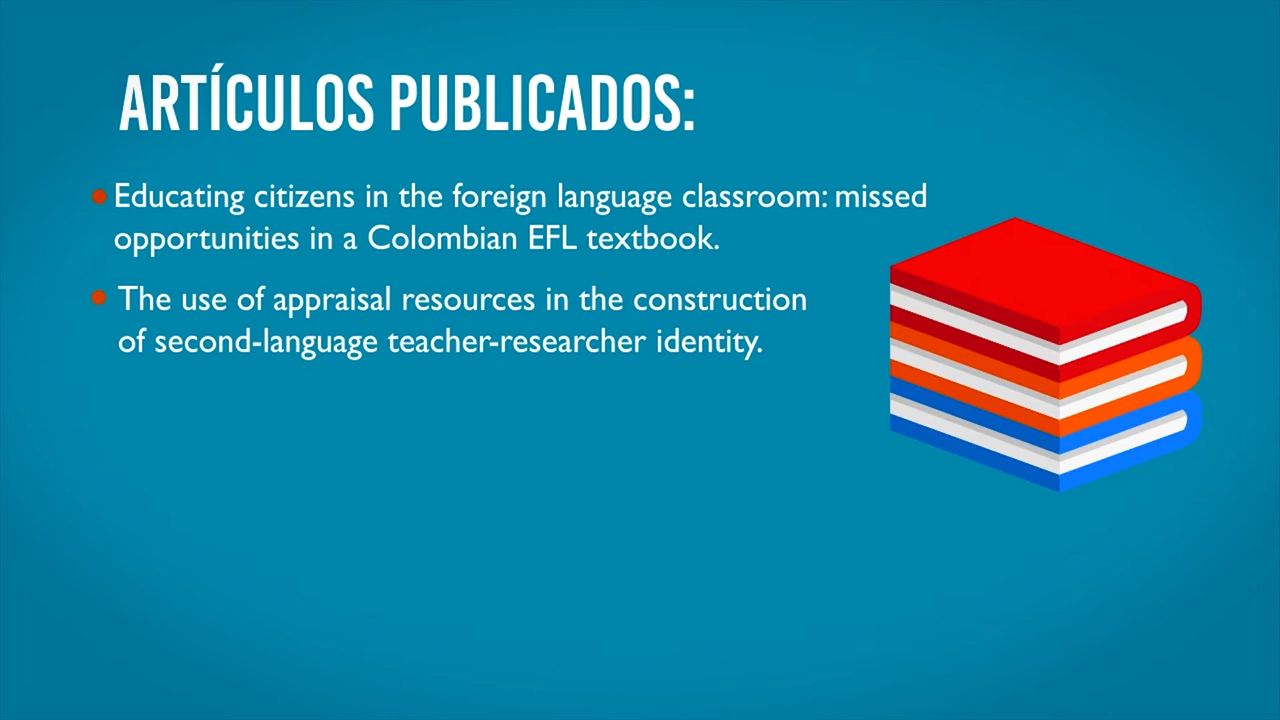 ARTÍCULOS PUBLICADOS:
Educating citizens in the foreign language classroom: missed
opportunities in a Colombian EFL textbook.
The use of appraisal resources in the construction
of second-language teacher-researcher identity.